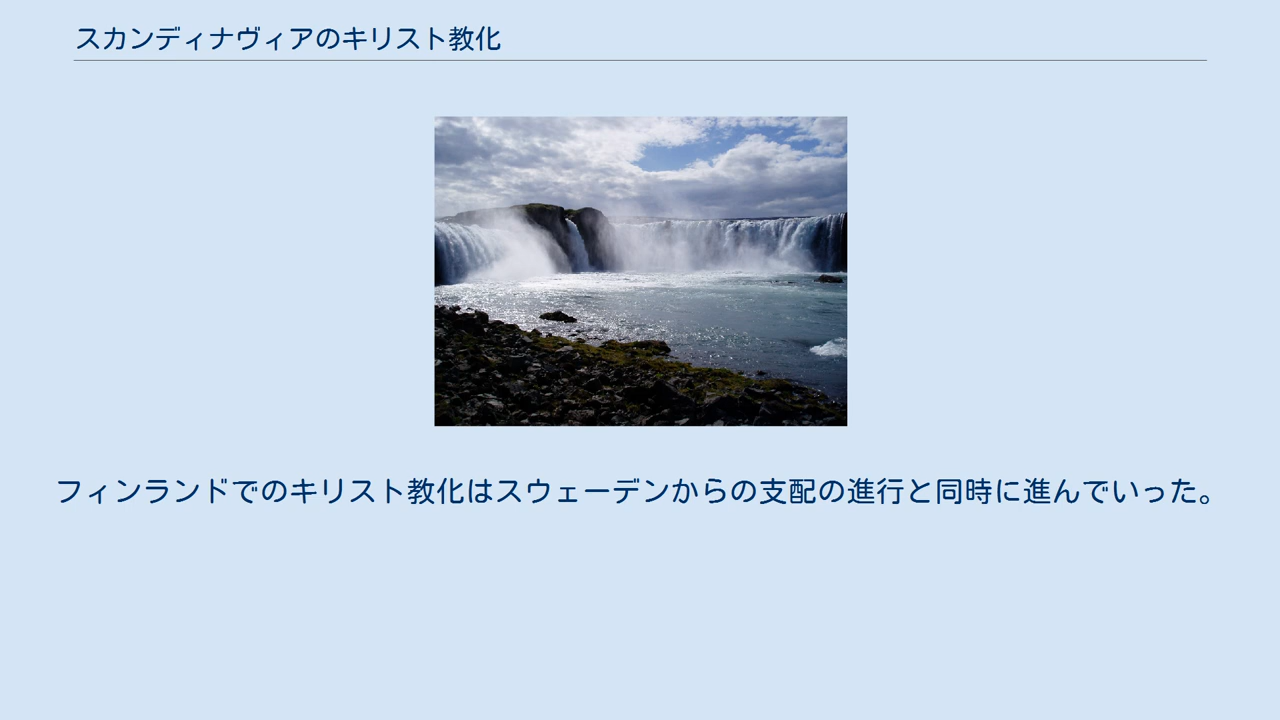 スカンディナヴィアのキリスト教化
フィンランドでのキリスト教化はスウェーデンからの支配の進行と同時に進んでいった。